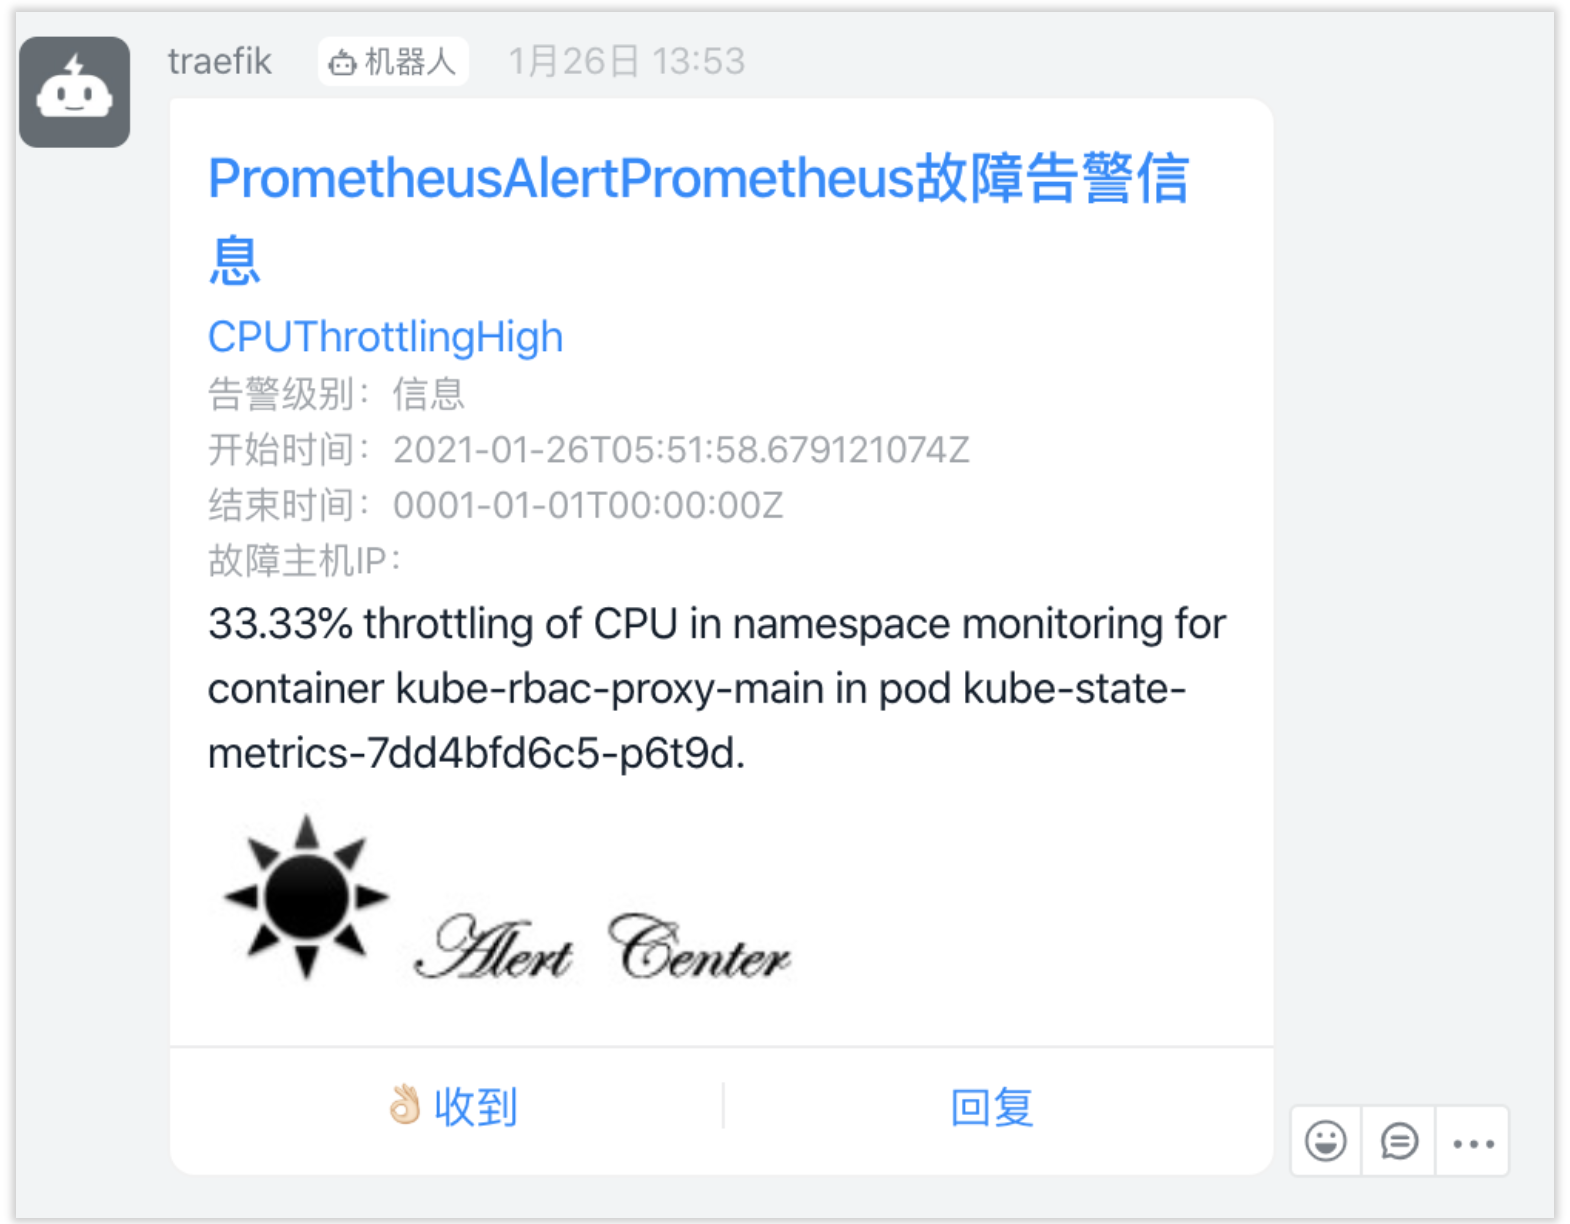 traefik 机器人 1月26日 13:53
PrometheusAlertPrometheus故障告警信
息
CPUThrottlingHigh
告警级别：信息
开始时间：2021-01-26T05:51:58.679121074Z
结束时间：0001-01-01T00:00:00Z
故障主机IP：
33.33% throttling of CPU in namespace monitoring for
container kube-rbac-proxy-main in pod kube-state-
metrics-7dd4bfd6c5-p6t9d.
Alert Center
👌🏻 收到 回复